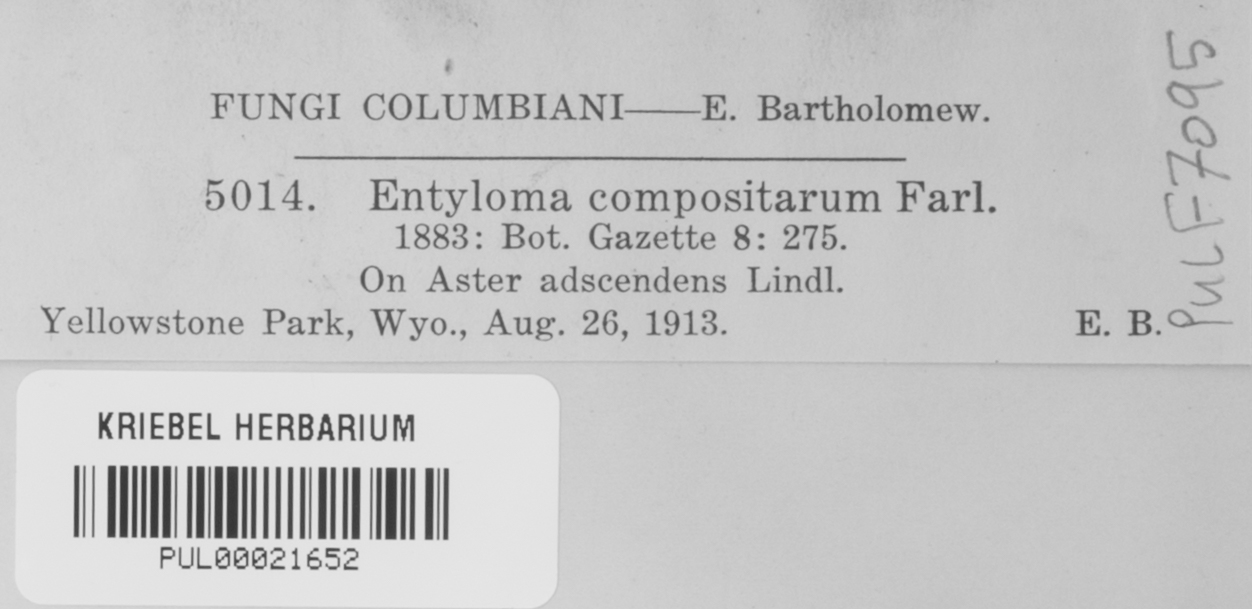 FUNGI COLUMBIANI——E. Bartholomew.
5014. Entyloma compositarum Farl.
1883: Bot. Gazette 8: 275.
On Aster adscendens Lindl.
Yellowstone Park, Wyo., Aug. 26, 1913. E. B.
PUL F7095
KRIEBEL HERBARIUM
PUL00021652